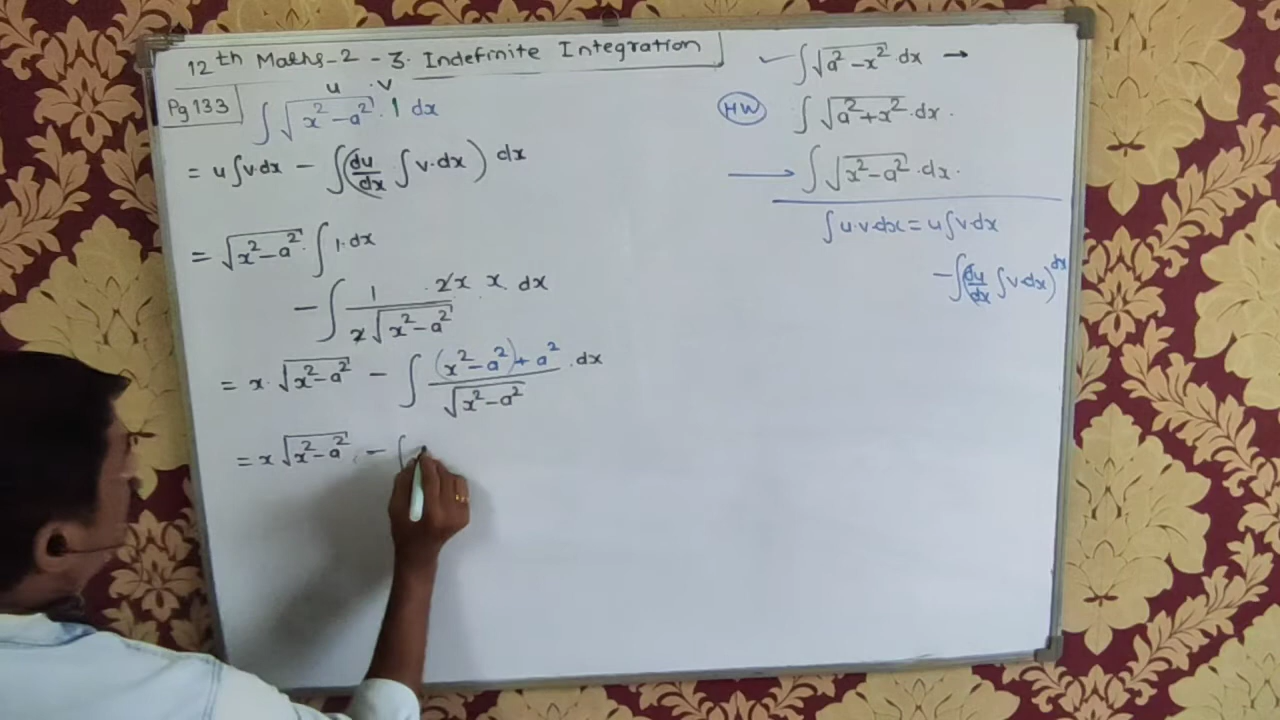 12th Maths-2 - 3. Indefinite Integration
Pg 133
u . v
∫ √(x² - a²) . 1 dx
= u ∫v.dx - ∫(du/dx ∫v.dx) dx
= √(x² - a²) . ∫1.dx
- ∫ 1/(2√(x² - a²)) . 2x x dx
= x . √(x² - a²) - ∫ ((x² - a²) + a²)/√(x² - a²) . dx
= x √(x² - a²) - ∫
∫√(a² - x²) . dx →
HW ∫ √(a² + x²) . dx .
→ ∫ √(x² - a²) . dx .
∫u.v.dx = u ∫v.dx
- ∫(du/dx ∫v.dx) dx